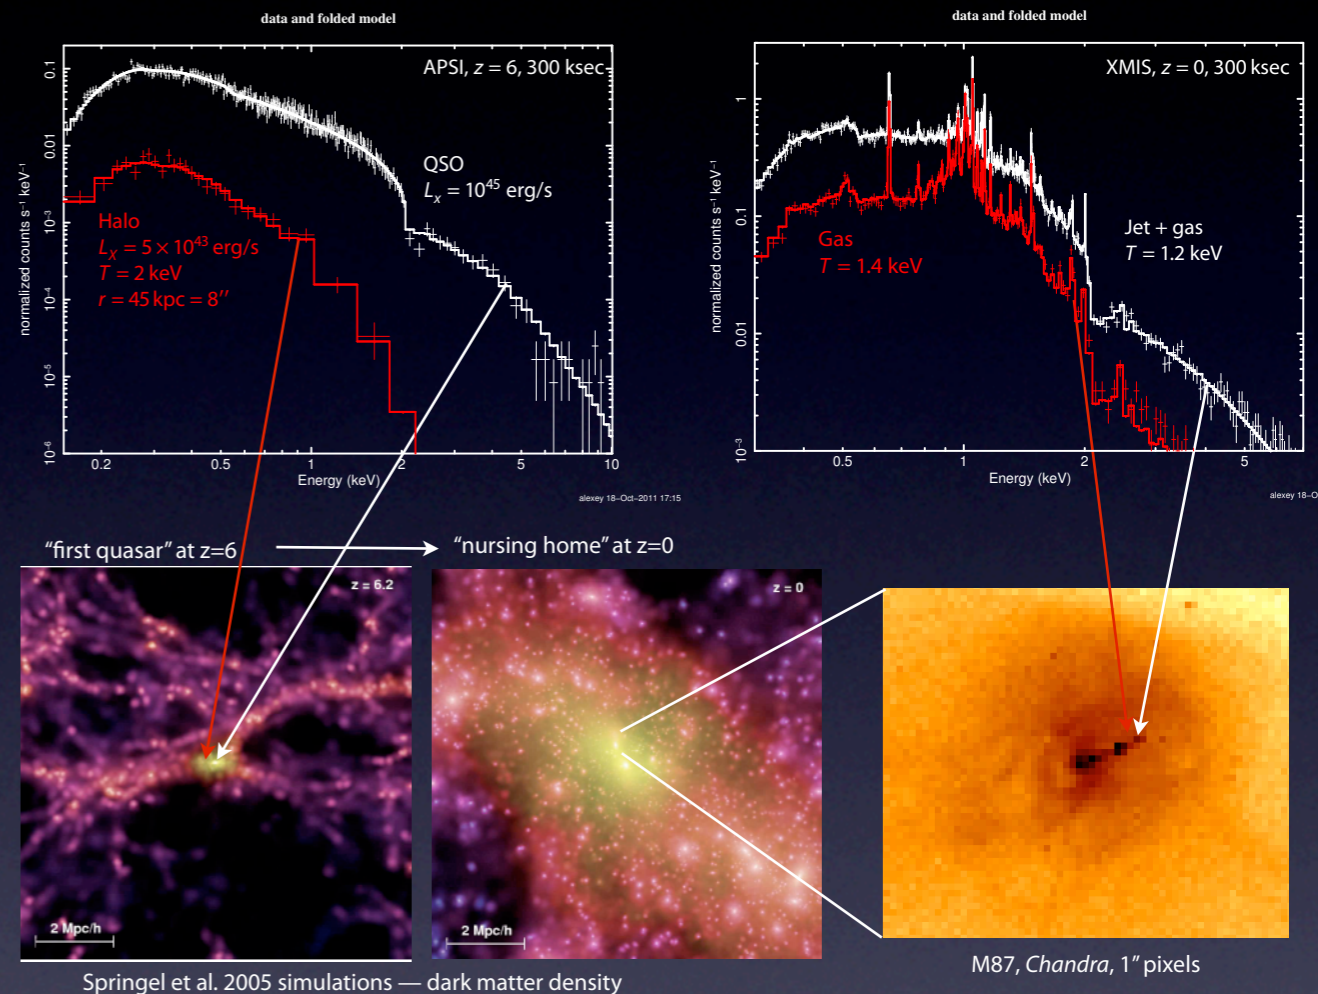 data and folded model
APSI, z = 6, 300 ksec
QSO
Lₓ = 10⁴⁵ erg/s
Halo
L_X = 5 × 10⁴³ erg/s
T = 2 keV
r = 45 kpc = 8′′
normalized counts s⁻¹ keV⁻¹
0.1
0.01
10⁻³
10⁻⁴
10⁻⁵
10⁻⁶
0.2
0.5
1
2
5
10
Energy (keV)
alexey 18-Oct-2011 17:15
data and folded model
XMIS, z = 0, 300 ksec
Jet + gas
T = 1.2 keV
Gas
T = 1.4 keV
normalized counts s⁻¹ keV⁻¹
1
0.1
0.01
10⁻³
0.5
1
2
5
Energy (keV)
alexey 18-O
“first quasar” at z=6
“nursing home” at z=0
z = 6.2
2 Mpc/h
z = 0
2 Mpc/h
Springel et al. 2005 simulations — dark matter density
M87, Chandra, 1” pixels